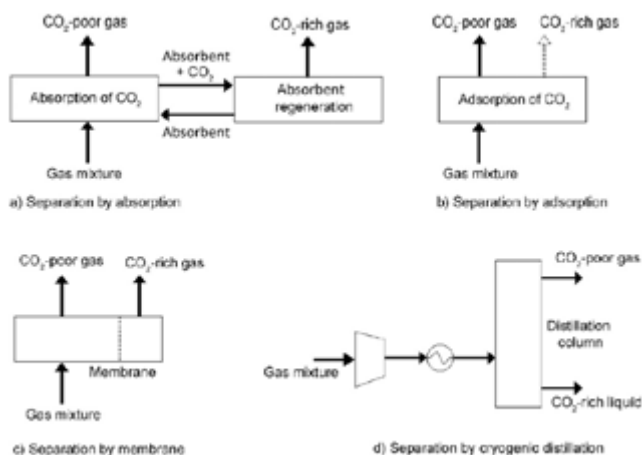 CO₂-poor gas
CO₂-rich gas
Absorption of CO₂
Absorbent
+ CO₂
Absorbent
Absorbent
regeneration
Gas mixture
a) Separation by absorption
CO₂-poor gas
CO₂-rich gas
Adsorption of CO₂
Gas mixture
b) Separation by adsorption
CO₂-poor gas
CO₂-rich gas
Membrane
Gas mixture
c) Separation by membrane
CO₂-poor gas
Distillation
column
Gas mixture
CO₂-rich liquid
d) Separation by cryogenic distillation